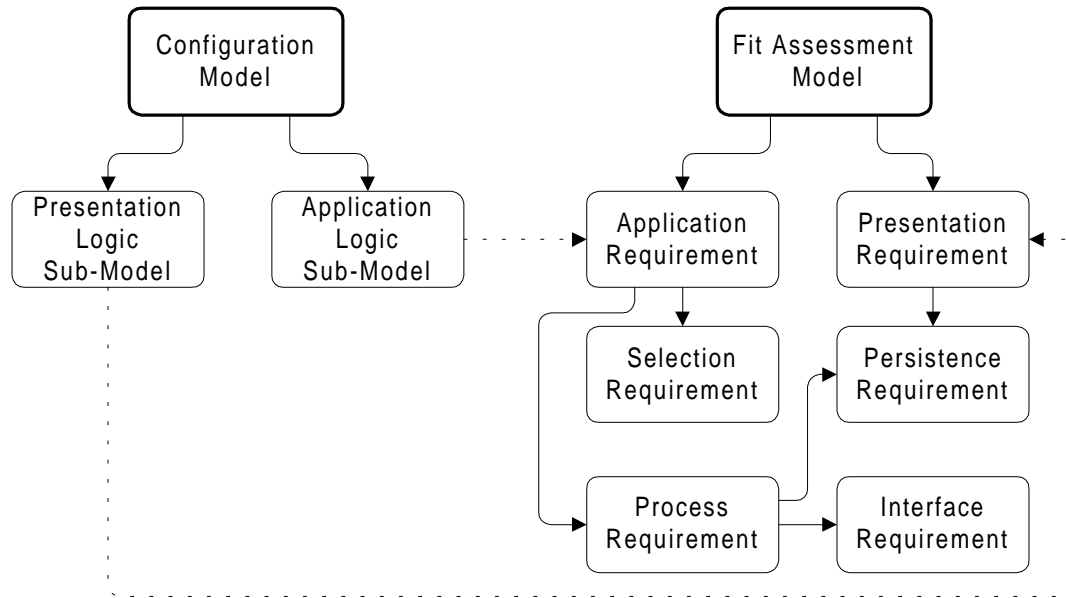 Configuration
Model
Fit Assessment
Model
Presentation
Logic
Sub-Model
Application
Logic
Sub-Model
Application
Requirement
Presentation
Requirement
Selection
Requirement
Persistence
Requirement
Process
Requirement
Interface
Requirement